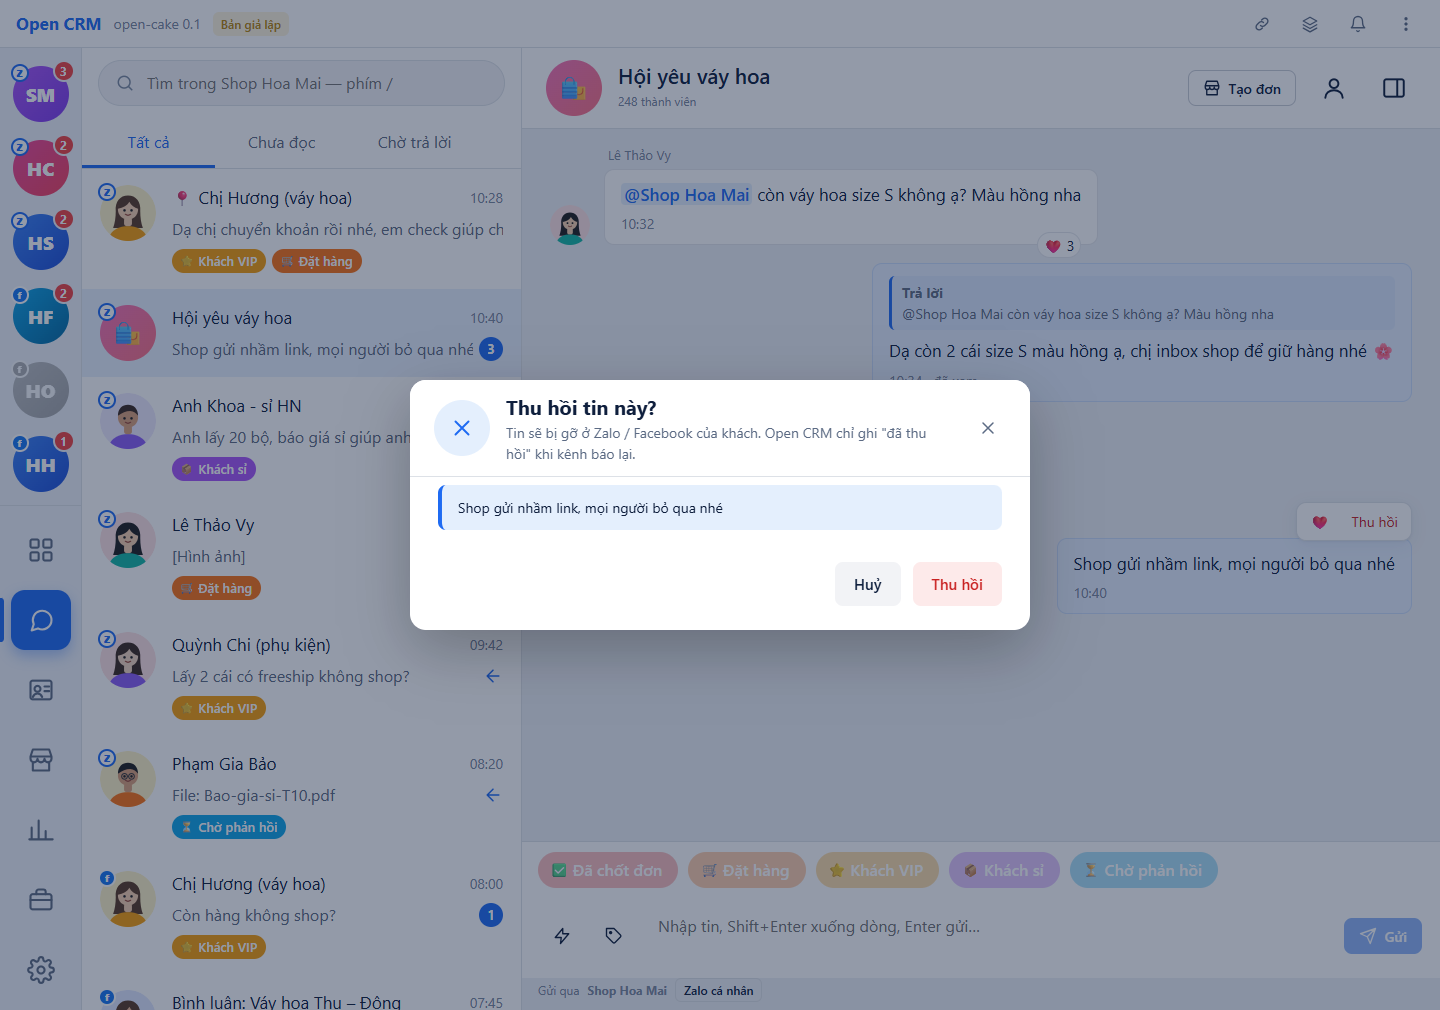 Open CRM
open-cake 0.1
Bán giả lập
SM
3
HC
2
HS
2
HF
2
HO
HH
1
Tìm trong Shop Hoa Mai — phím /
Tất cả
Chưa đọc
Chờ trả lời
Chị Hương (váy hoa)
10:28
Dạ chị chuyển khoản rồi nhé, em check giúp ch
Khách VIP
Đặt hàng
Hội yêu váy hoa
10:40
Shop gửi nhầm link, mọi người bỏ qua nhé
3
Anh Khoa - sỉ HN
Anh lấy 20 bộ, báo giá sỉ giúp anh
Khách sỉ
Lê Thảo Vy
[Hình ảnh]
Đặt hàng
Quỳnh Chi (phụ kiện)
09:42
Lấy 2 cái có freeship không shop?
Khách VIP
Phạm Gia Bảo
08:20
File: Bao-gia-si-T10.pdf
Chờ phản hồi
Chị Hương (váy hoa)
08:00
Còn hàng không shop?
1
Khách VIP
Bình luận: Váy hoa Thu – Đông
07:45
Hội yêu váy hoa
248 thành viên
Tạo đơn
Lê Thảo Vy
@Shop Hoa Mai còn váy hoa size S không ạ? Màu hồng nha
10:32
3
Trả lời
@Shop Hoa Mai còn váy hoa size S không ạ? Màu hồng nha
Dạ còn 2 cái size S màu hồng ạ, chị inbox shop để giữ hàng nhé
Thu hồi
Shop gửi nhầm link, mọi người bỏ qua nhé
10:40
Thu hồi tin này?
Tin sẽ bị gỡ ở Zalo / Facebook của khách. Open CRM chỉ ghi "đã thu
hồi" khi kênh báo lại.
Shop gửi nhầm link, mọi người bỏ qua nhé
Huỷ
Thu hồi
Đã chốt đơn
Đặt hàng
Khách VIP
Khách sỉ
Chờ phản hồi
Nhập tin, Shift+Enter xuống dòng, Enter gửi...
Gửi
Gửi qua Shop Hoa Mai
Zalo cá nhân